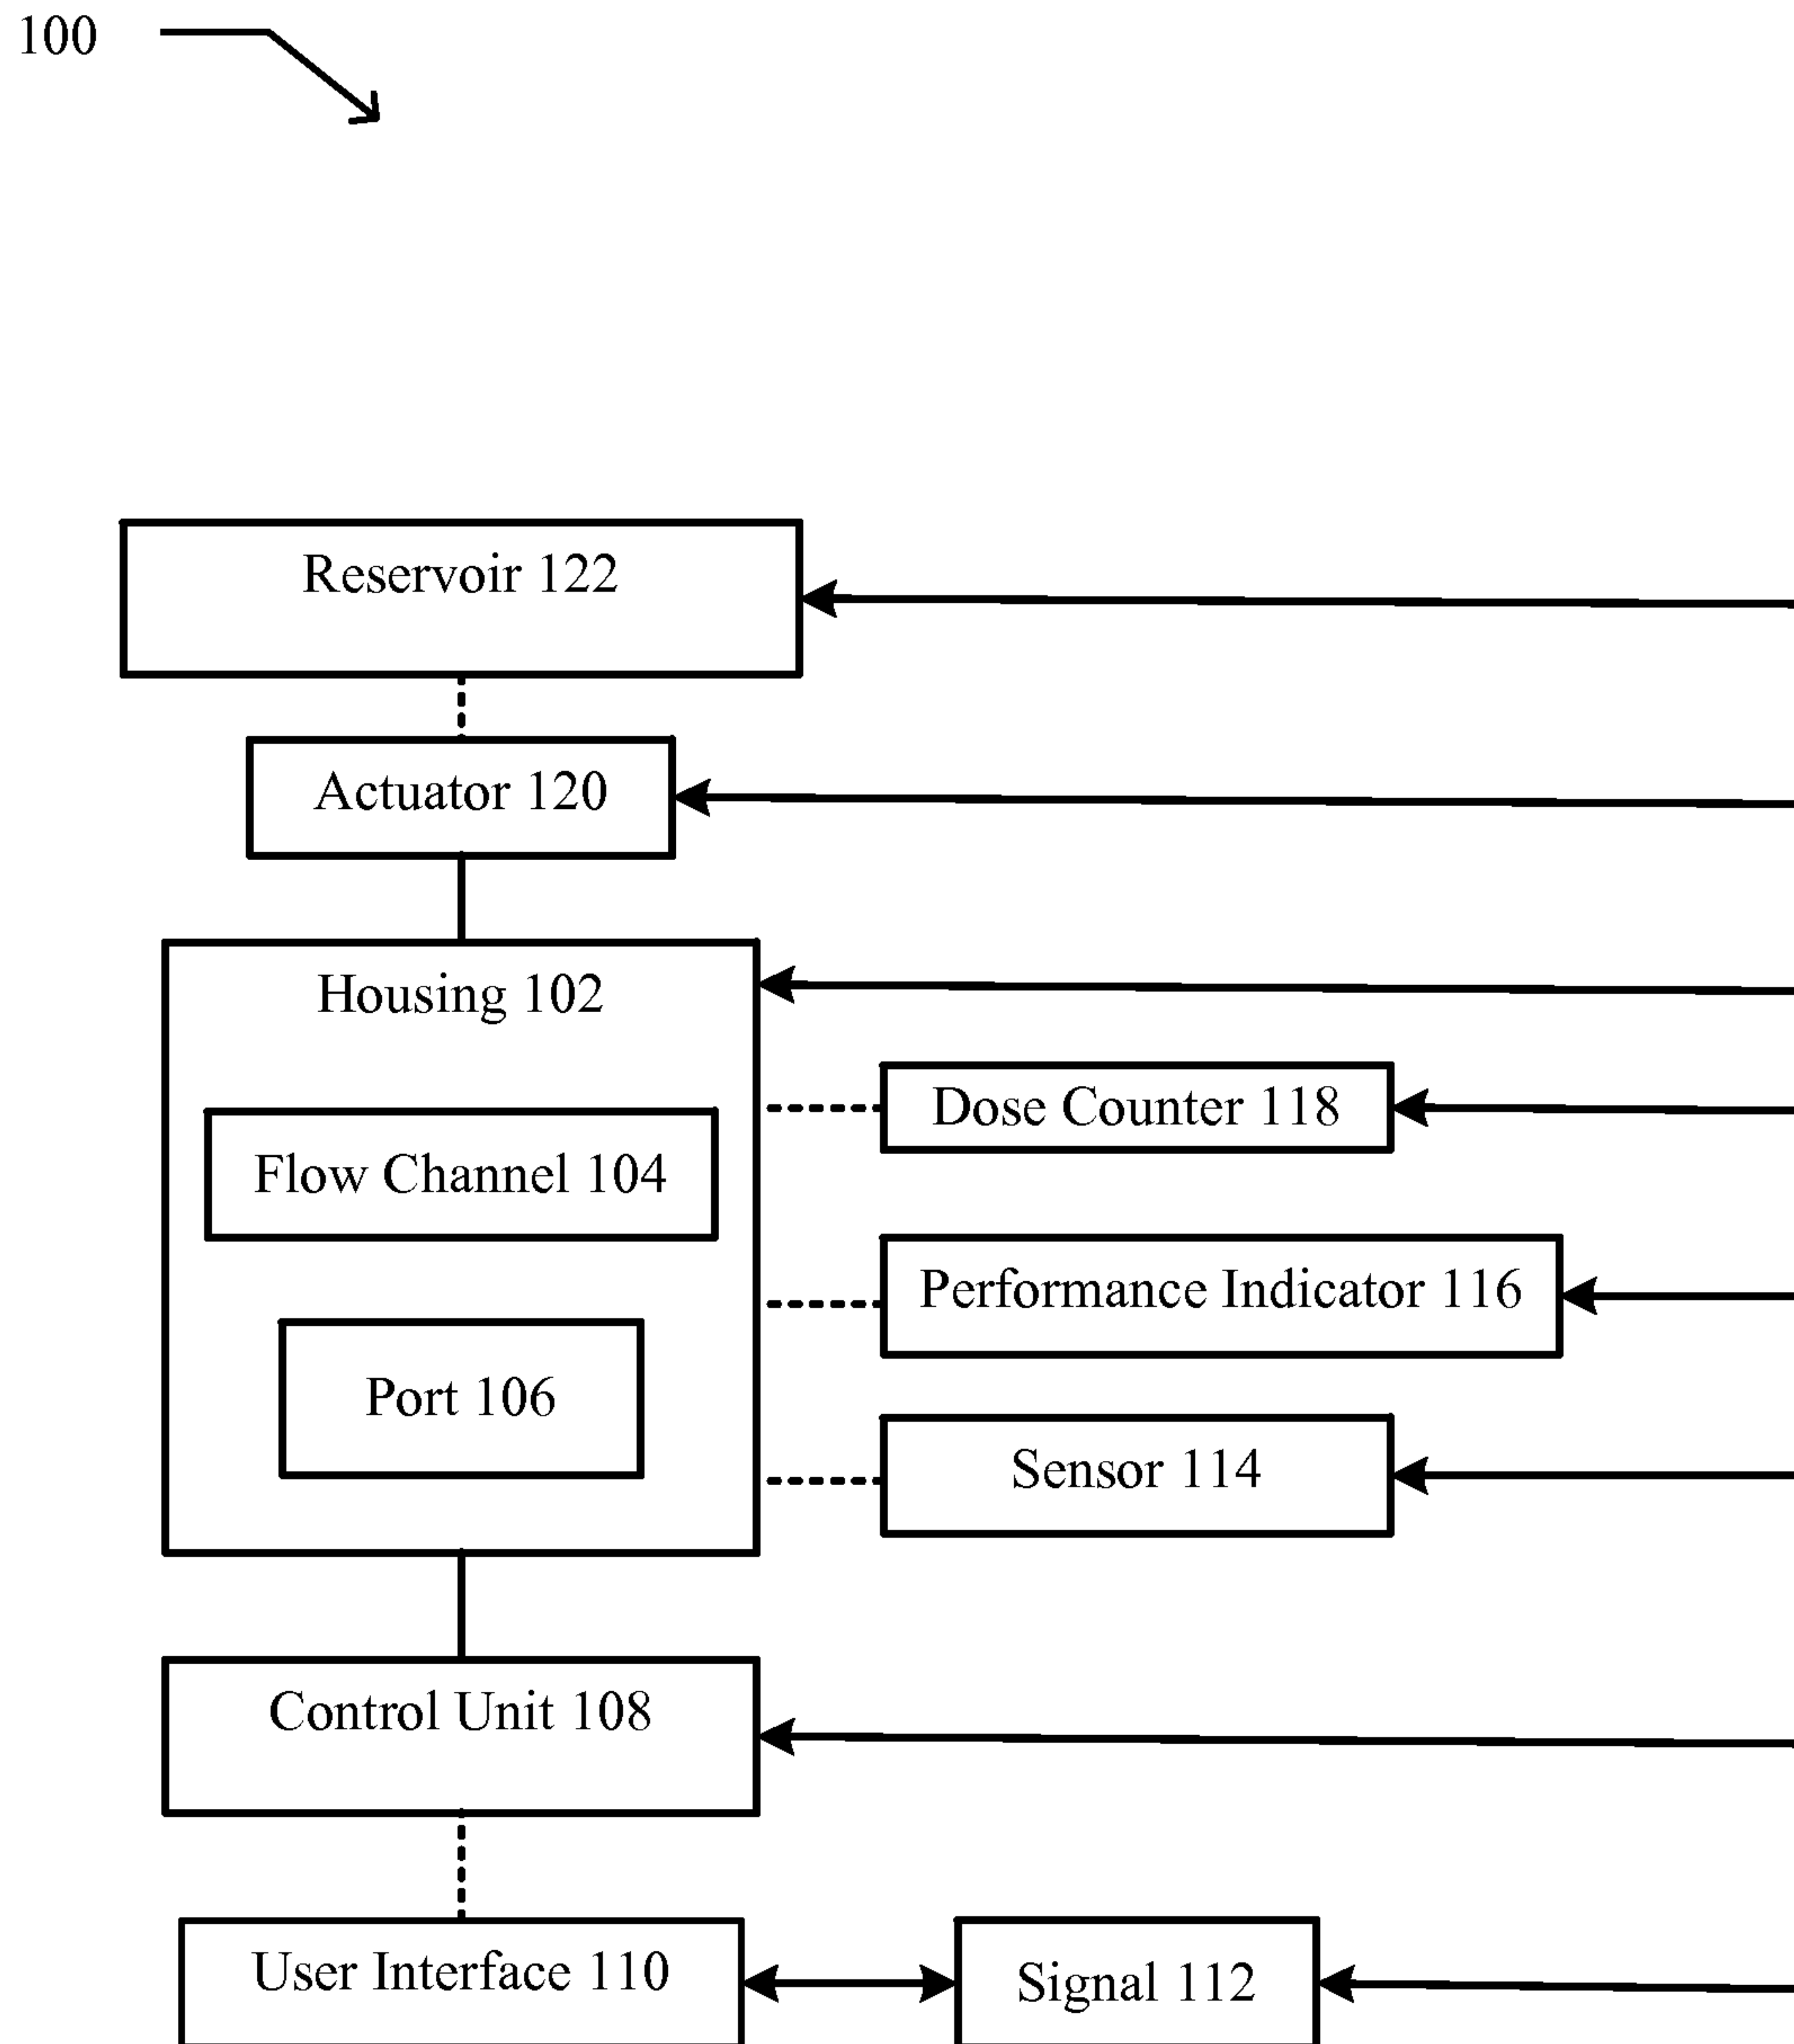 100
Reservoir 122
Actuator 120
Housing 102
Dose Counter 118
Flow Channel 104
Performance Indicator 116
Port 106
Sensor 114
Control Unit 108
User Interface 110
Signal 112